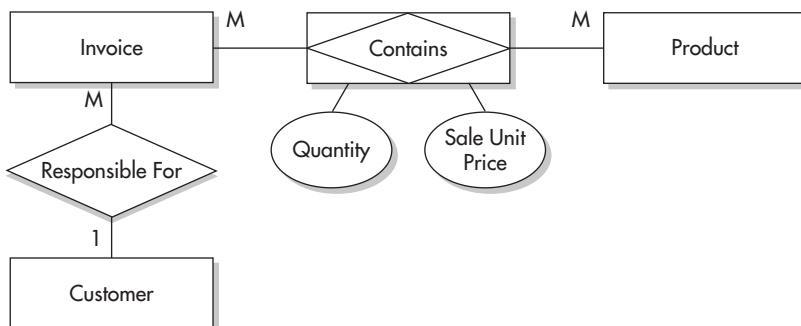 M
M
Invoice
Contains
Product
M
Quantity
Sale Unit
Price
Responsible For
1
Customer